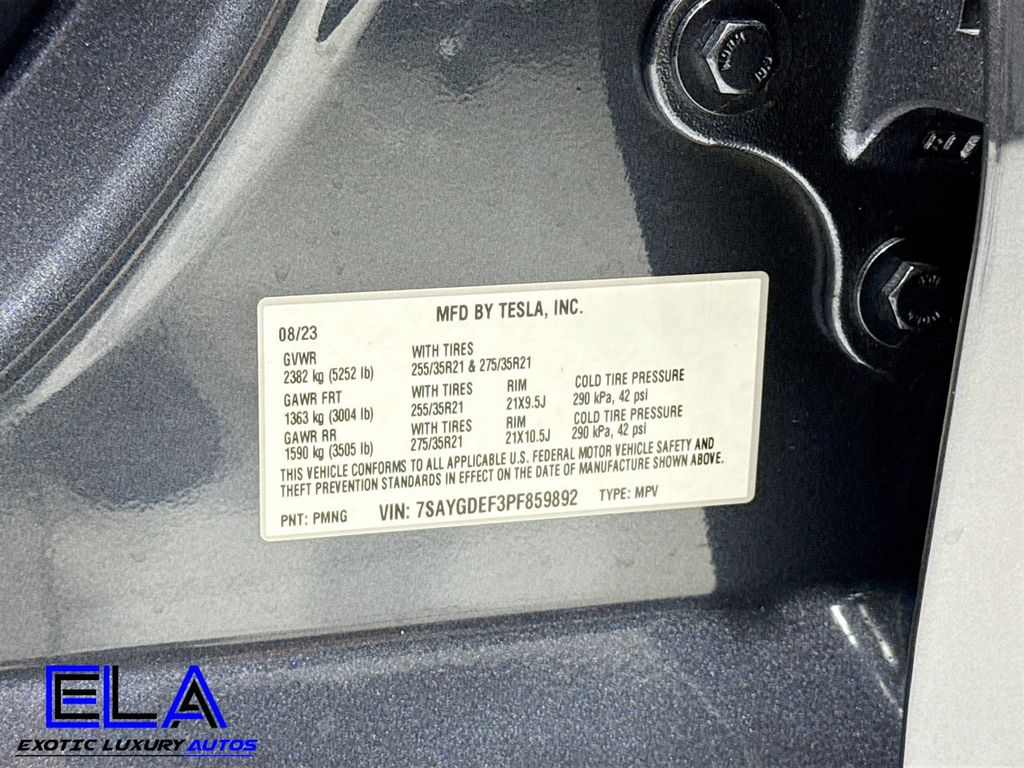 MFD BY TESLA, INC.
08/23
GVWR WITH TIRES
2382 kg (5252 lb) 255/35R21 & 275/35R21
GAWR FRT WITH TIRES RIM COLD TIRE PRESSURE
1363 kg (3004 lb) 255/35R21 21X9.5J 290 kPa, 42 psi
GAWR RR WITH TIRES RIM COLD TIRE PRESSURE
1590 kg (3505 lb) 275/35R21 21X10.5J 290 kPa, 42 psi
THIS VEHICLE CONFORMS TO ALL APPLICABLE U.S. FEDERAL MOTOR VEHICLE SAFETY AND
THEFT PREVENTION STANDARDS IN EFFECT ON THE DATE OF MANUFACTURE SHOWN ABOVE.
PNT: PMNG VIN: 7SAYGDEF3PF859892 TYPE: MPV
ELA
EXOTIC LUXURY AUTOS